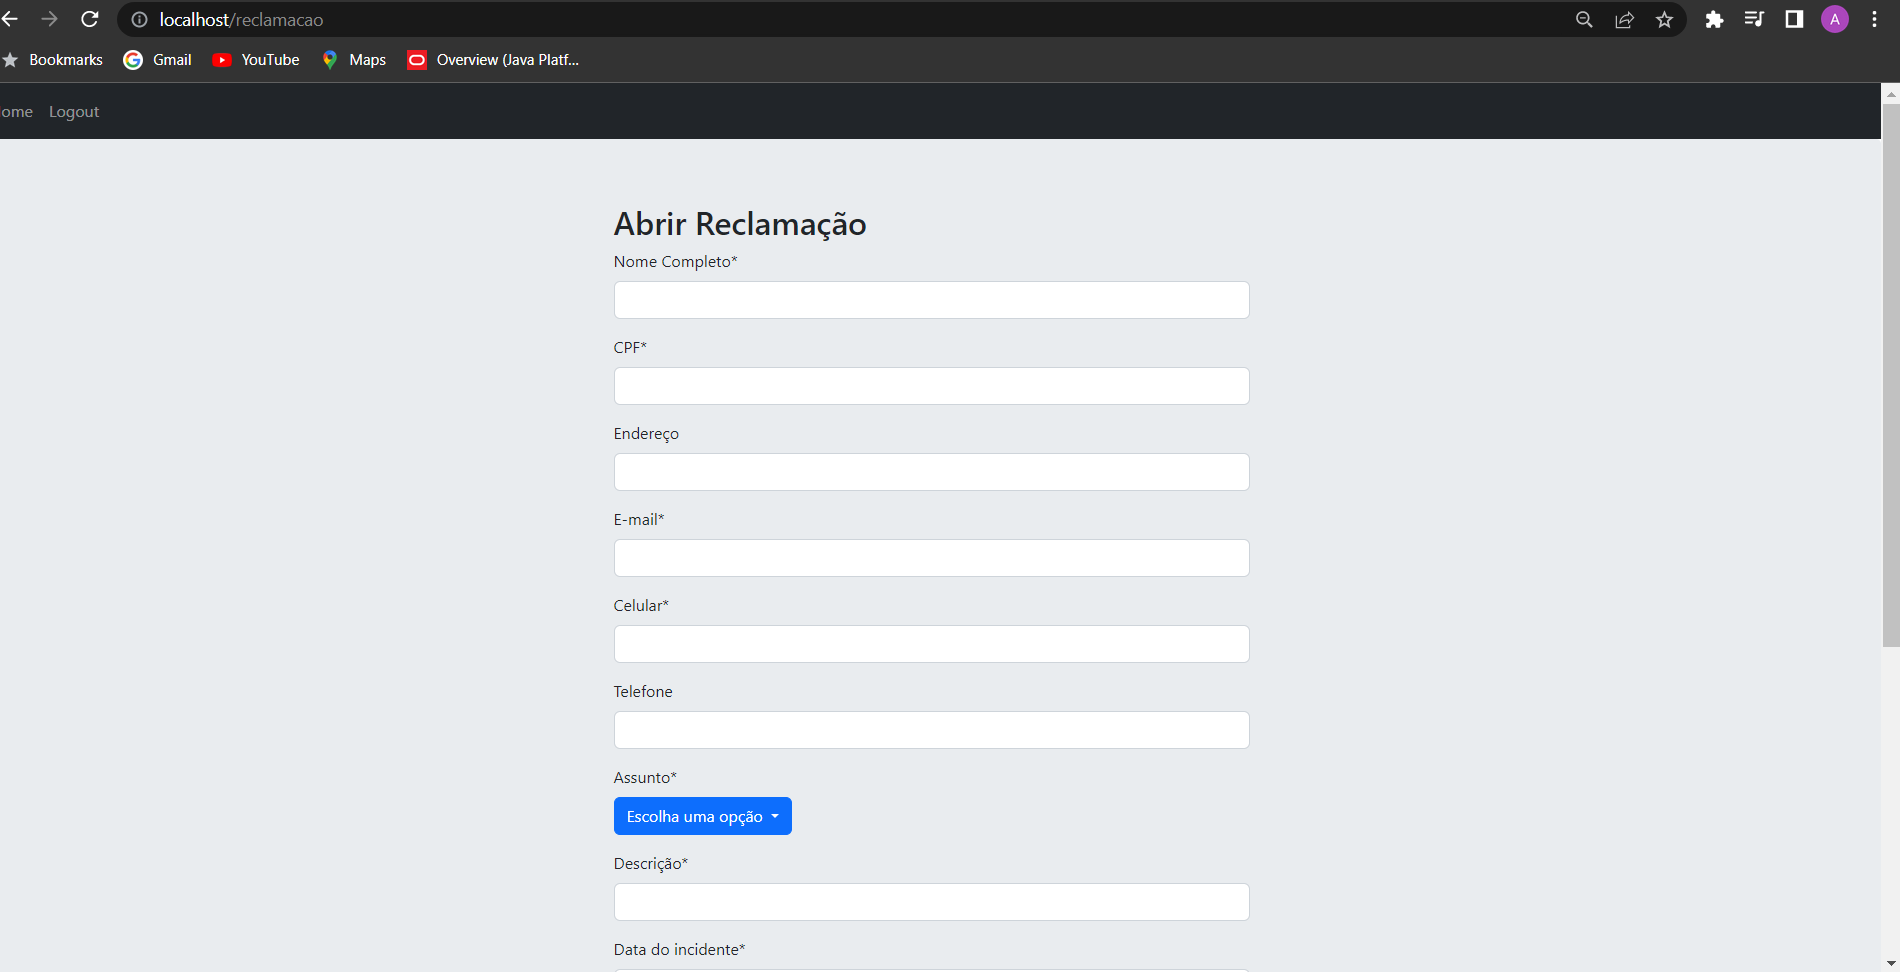 localhost/reclamacao
A
Bookmarks Gmail YouTube Maps Overview (Java Platf...
ome Logout
Abrir Reclamação
Nome Completo*
CPF*
Endereço
E-mail*
Celular*
Telefone
Assunto*
Escolha uma opção
Descrição*
Data do incidente*